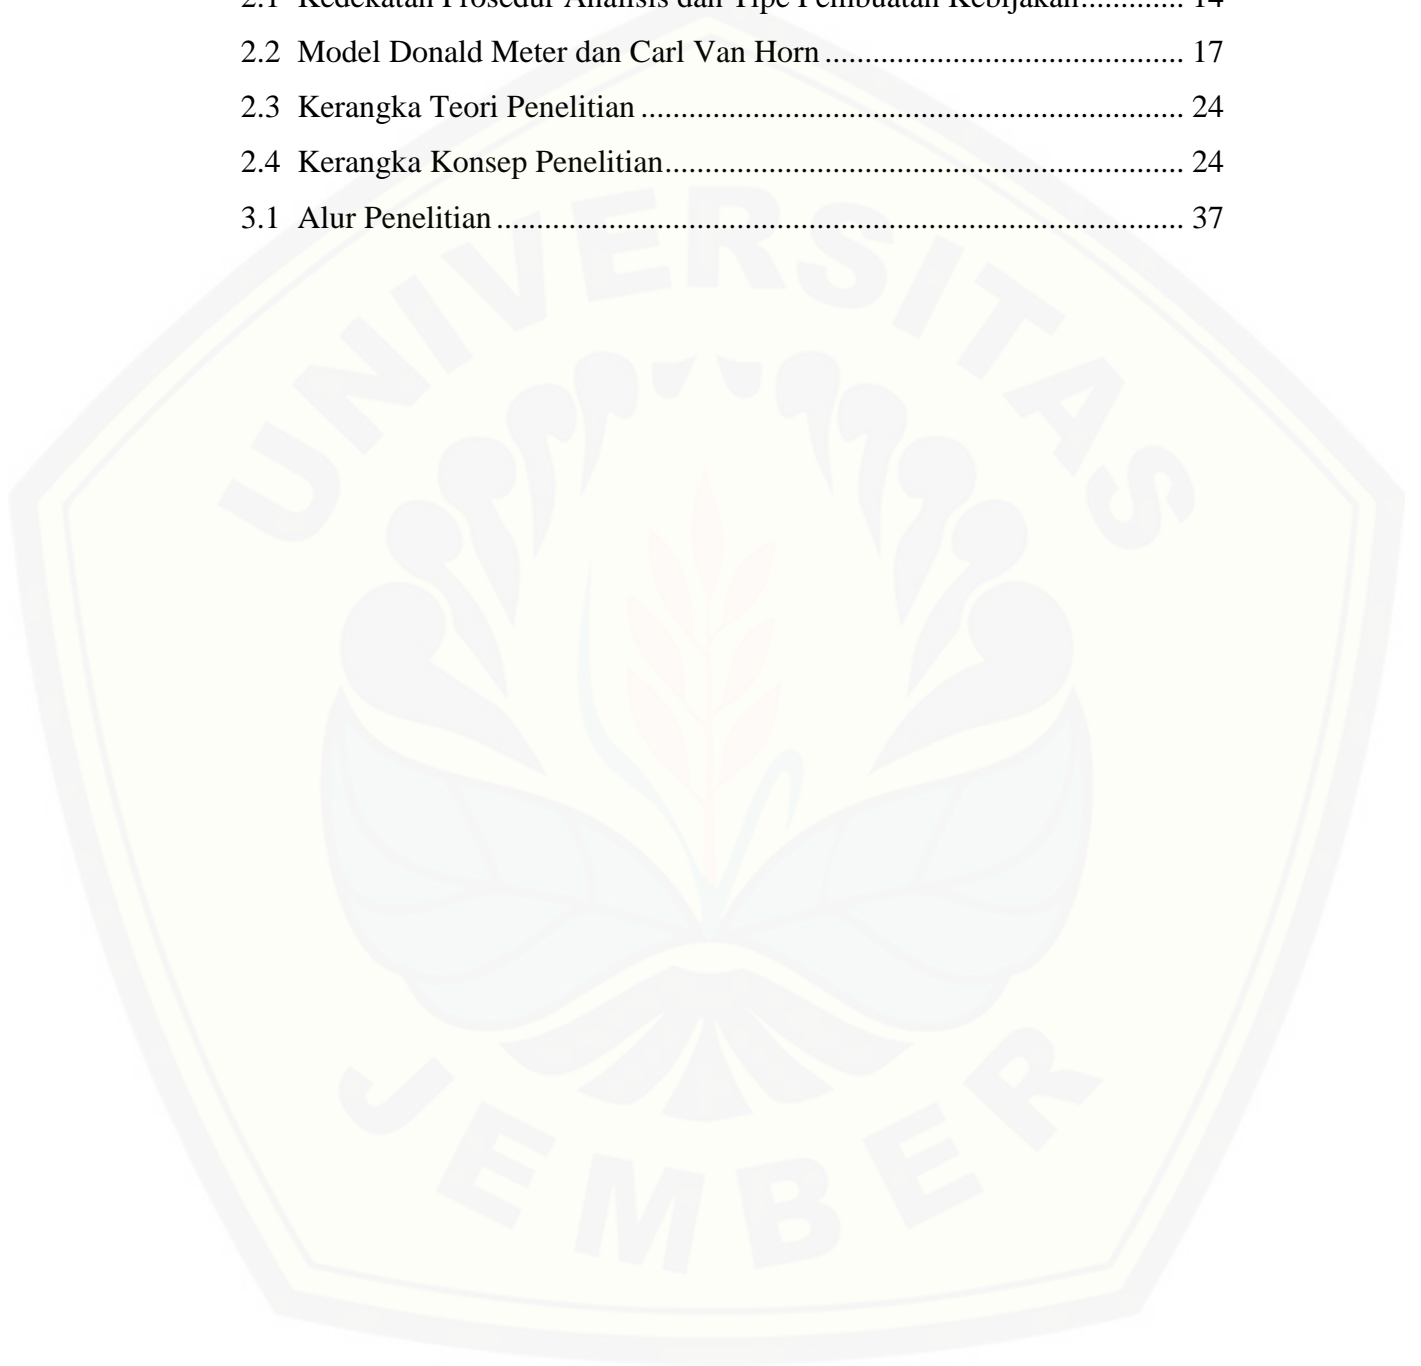 2.1 Kedekatan Prosedur Analisis dan Tipe Pembuatan Kebijakan............. 14
2.2 Model Donald Meter dan Carl Van Horn ............................................. 17
2.3 Kerangka Teori Penelitian .................................................................... 24
2.4 Kerangka Konsep Penelitian................................................................. 24
3.1 Alur Penelitian ...................................................................................... 37
UNIVERSITAS
JEMBER